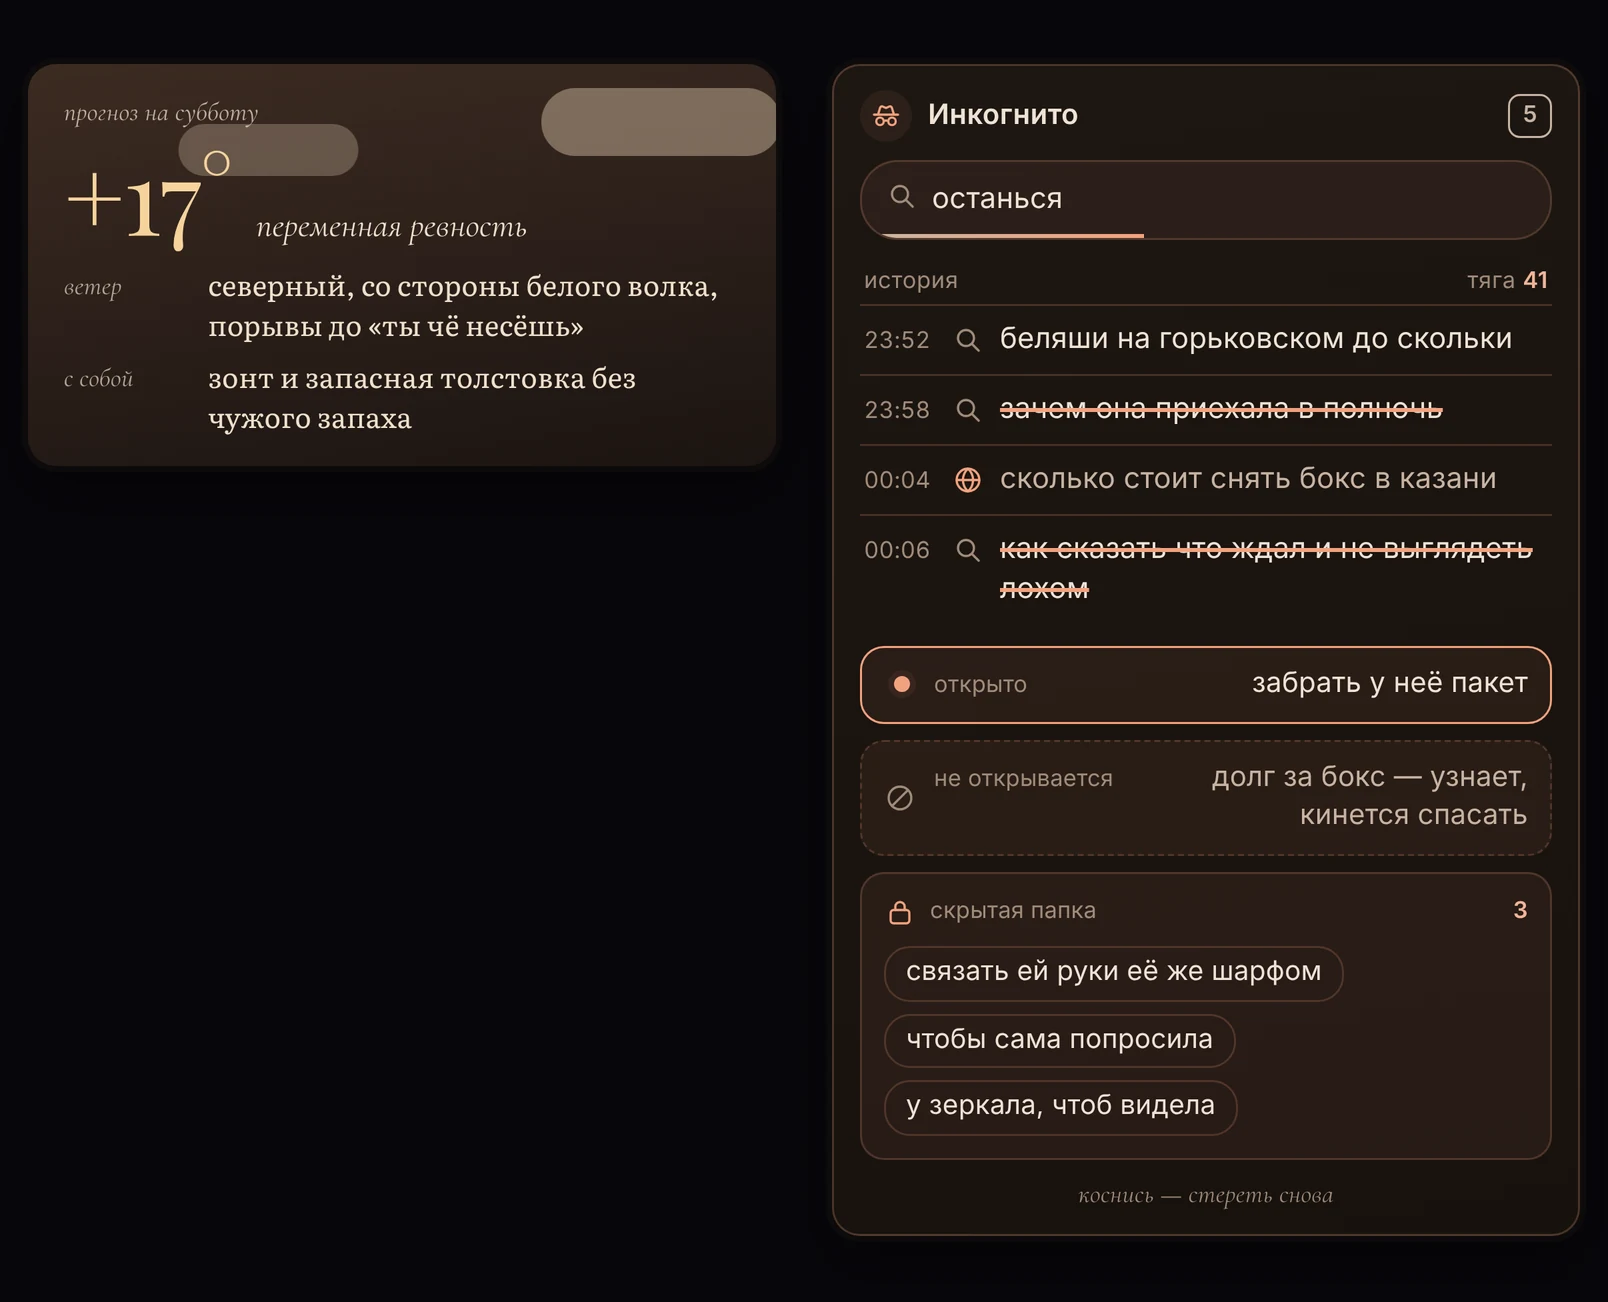 прогноз на субботу
+17°
переменная ревность
ветер
северный, со стороны белого волка,
порывы до «ты чё несёшь»
с собой
зонт и запасная толстовка без
чужого запаха
Инкогнито
5
останься
история
тяга 41
23:52 беляши на горьковском до скольки
23:58 зачем она приехала в полночь
00:04 сколько стоит снять бокс в казани
00:06 как сказать что ждал и не выглядеть
лохом
открыто
забрать у неё пакет
не открывается
долг за бокс — узнает,
кинется спасать
скрытая папка
3
связать ей руки её же шарфом
чтобы сама попросила
у зеркала, чтоб видела
коснись — стереть снова